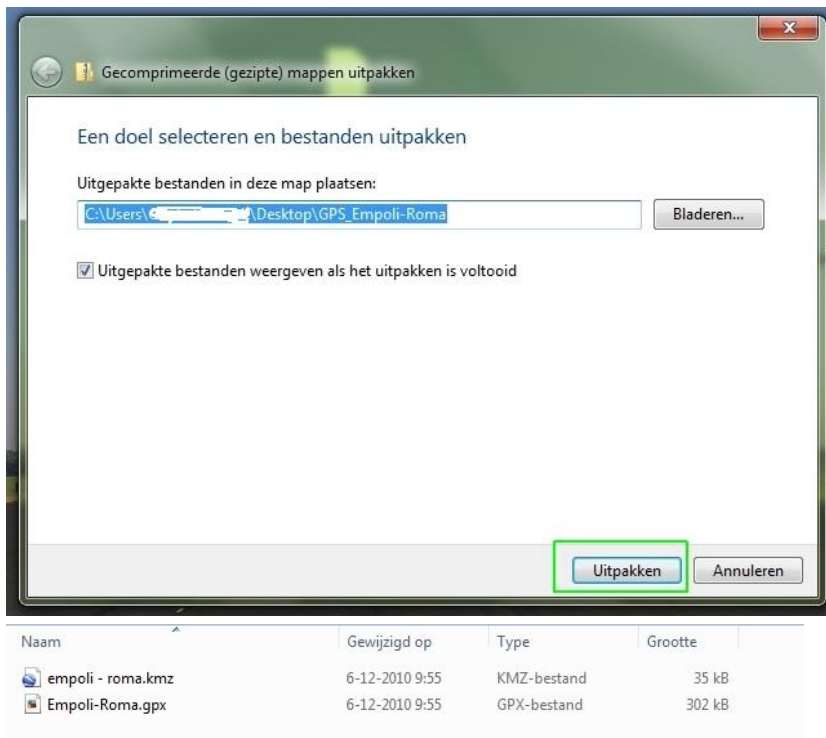 Gecomprimeerde (gezipte) mappen uitpakken
Een doel selecteren en bestanden uitpakken
Uitgepakte bestanden in deze map plaatsen:
C:\Users\ \Desktop\GPS_Empoli-Roma
Bladeren...
Uitgepakte bestanden weergeven als het uitpakken is voltooid
Uitpakken
Annuleren
Naam Gewijzigd op Type Grootte
empoli - roma.kmz 6-12-2010 9:55 KMZ-bestand 35 kB
Empoli-Roma.gpx 6-12-2010 9:55 GPX-bestand 302 kB